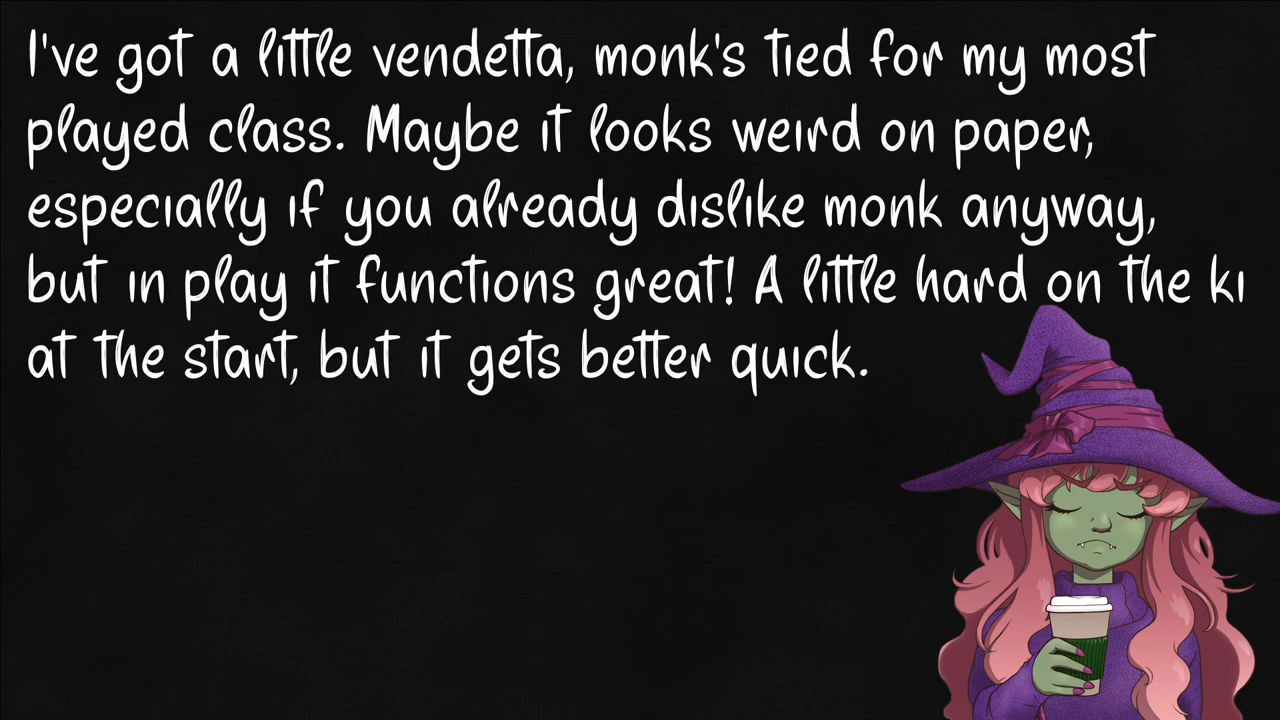 I've got a little vendetta, monk's tied for my most
played class. Maybe it looks weird on paper,
especially if you already dislike monk anyway,
but in play it functions great! A little hard on the ki
at the start, but it gets better quick.